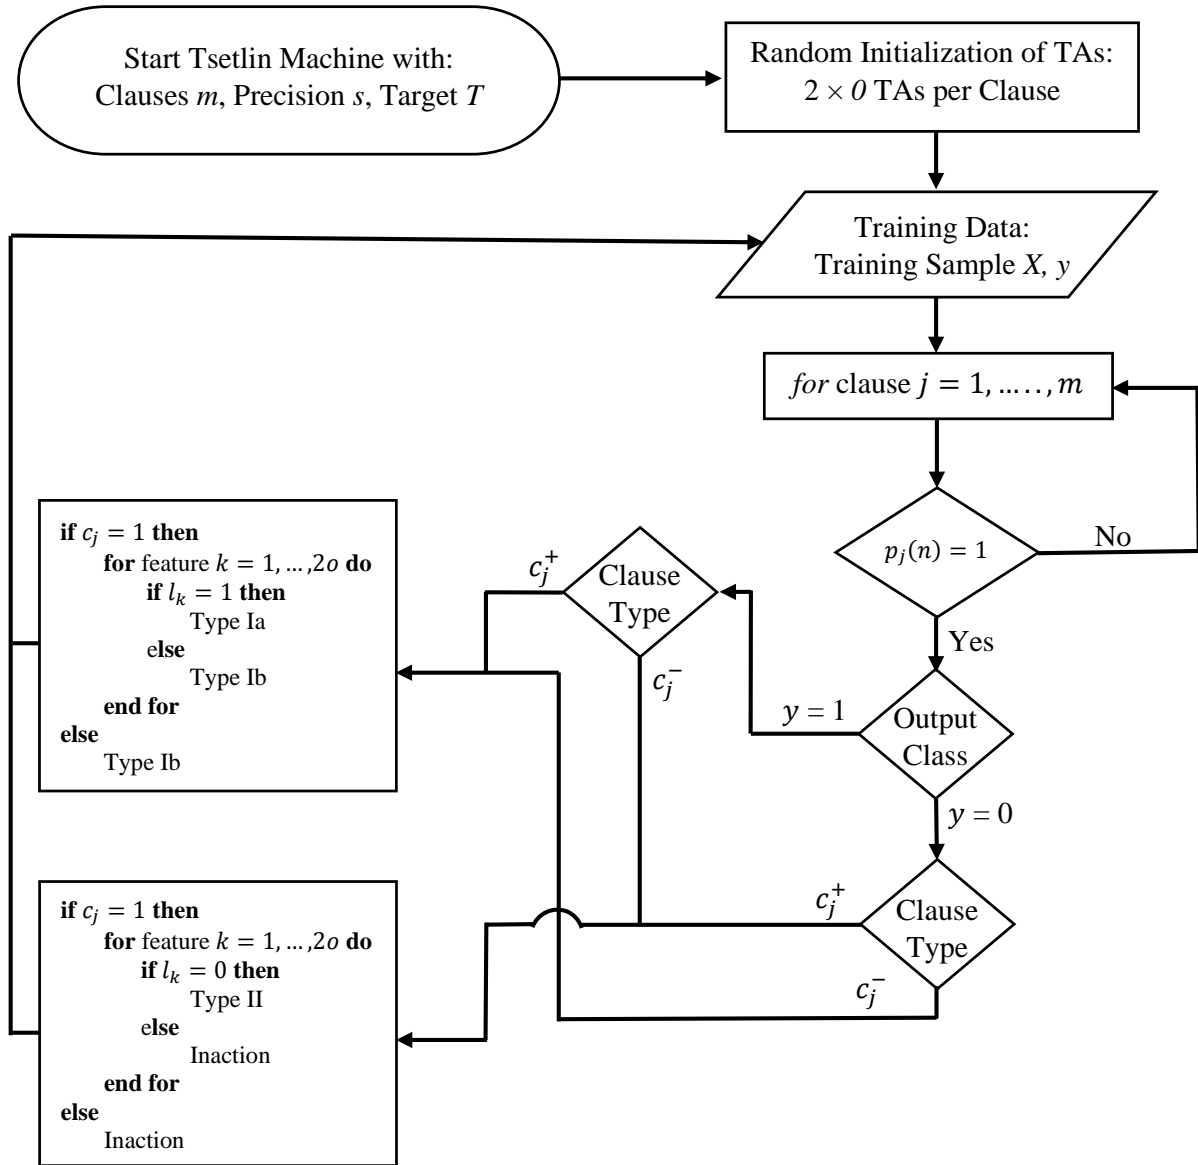 Start Tsetlin Machine with:
Clauses m, Precision s, Target T
Random Initialization of TAs:
2 × 0 TAs per Clause
Training Data:
Training Sample X, y
for clause j = 1, ... . . , m
p_j(n) = 1
No
Yes
Output
Class
y = 1
y = 0
Clause
Type
c_j^+
c_j^-
Clause
Type
c_j^+
c_j^-
if c_j = 1 then
for feature k = 1, ... ,2o do
if l_k = 1 then
Type Ia
else
Type Ib
end for
else
Type Ib
if c_j = 1 then
for feature k = 1, ... ,2o do
if l_k = 0 then
Type II
else
Inaction
end for
else
Inaction